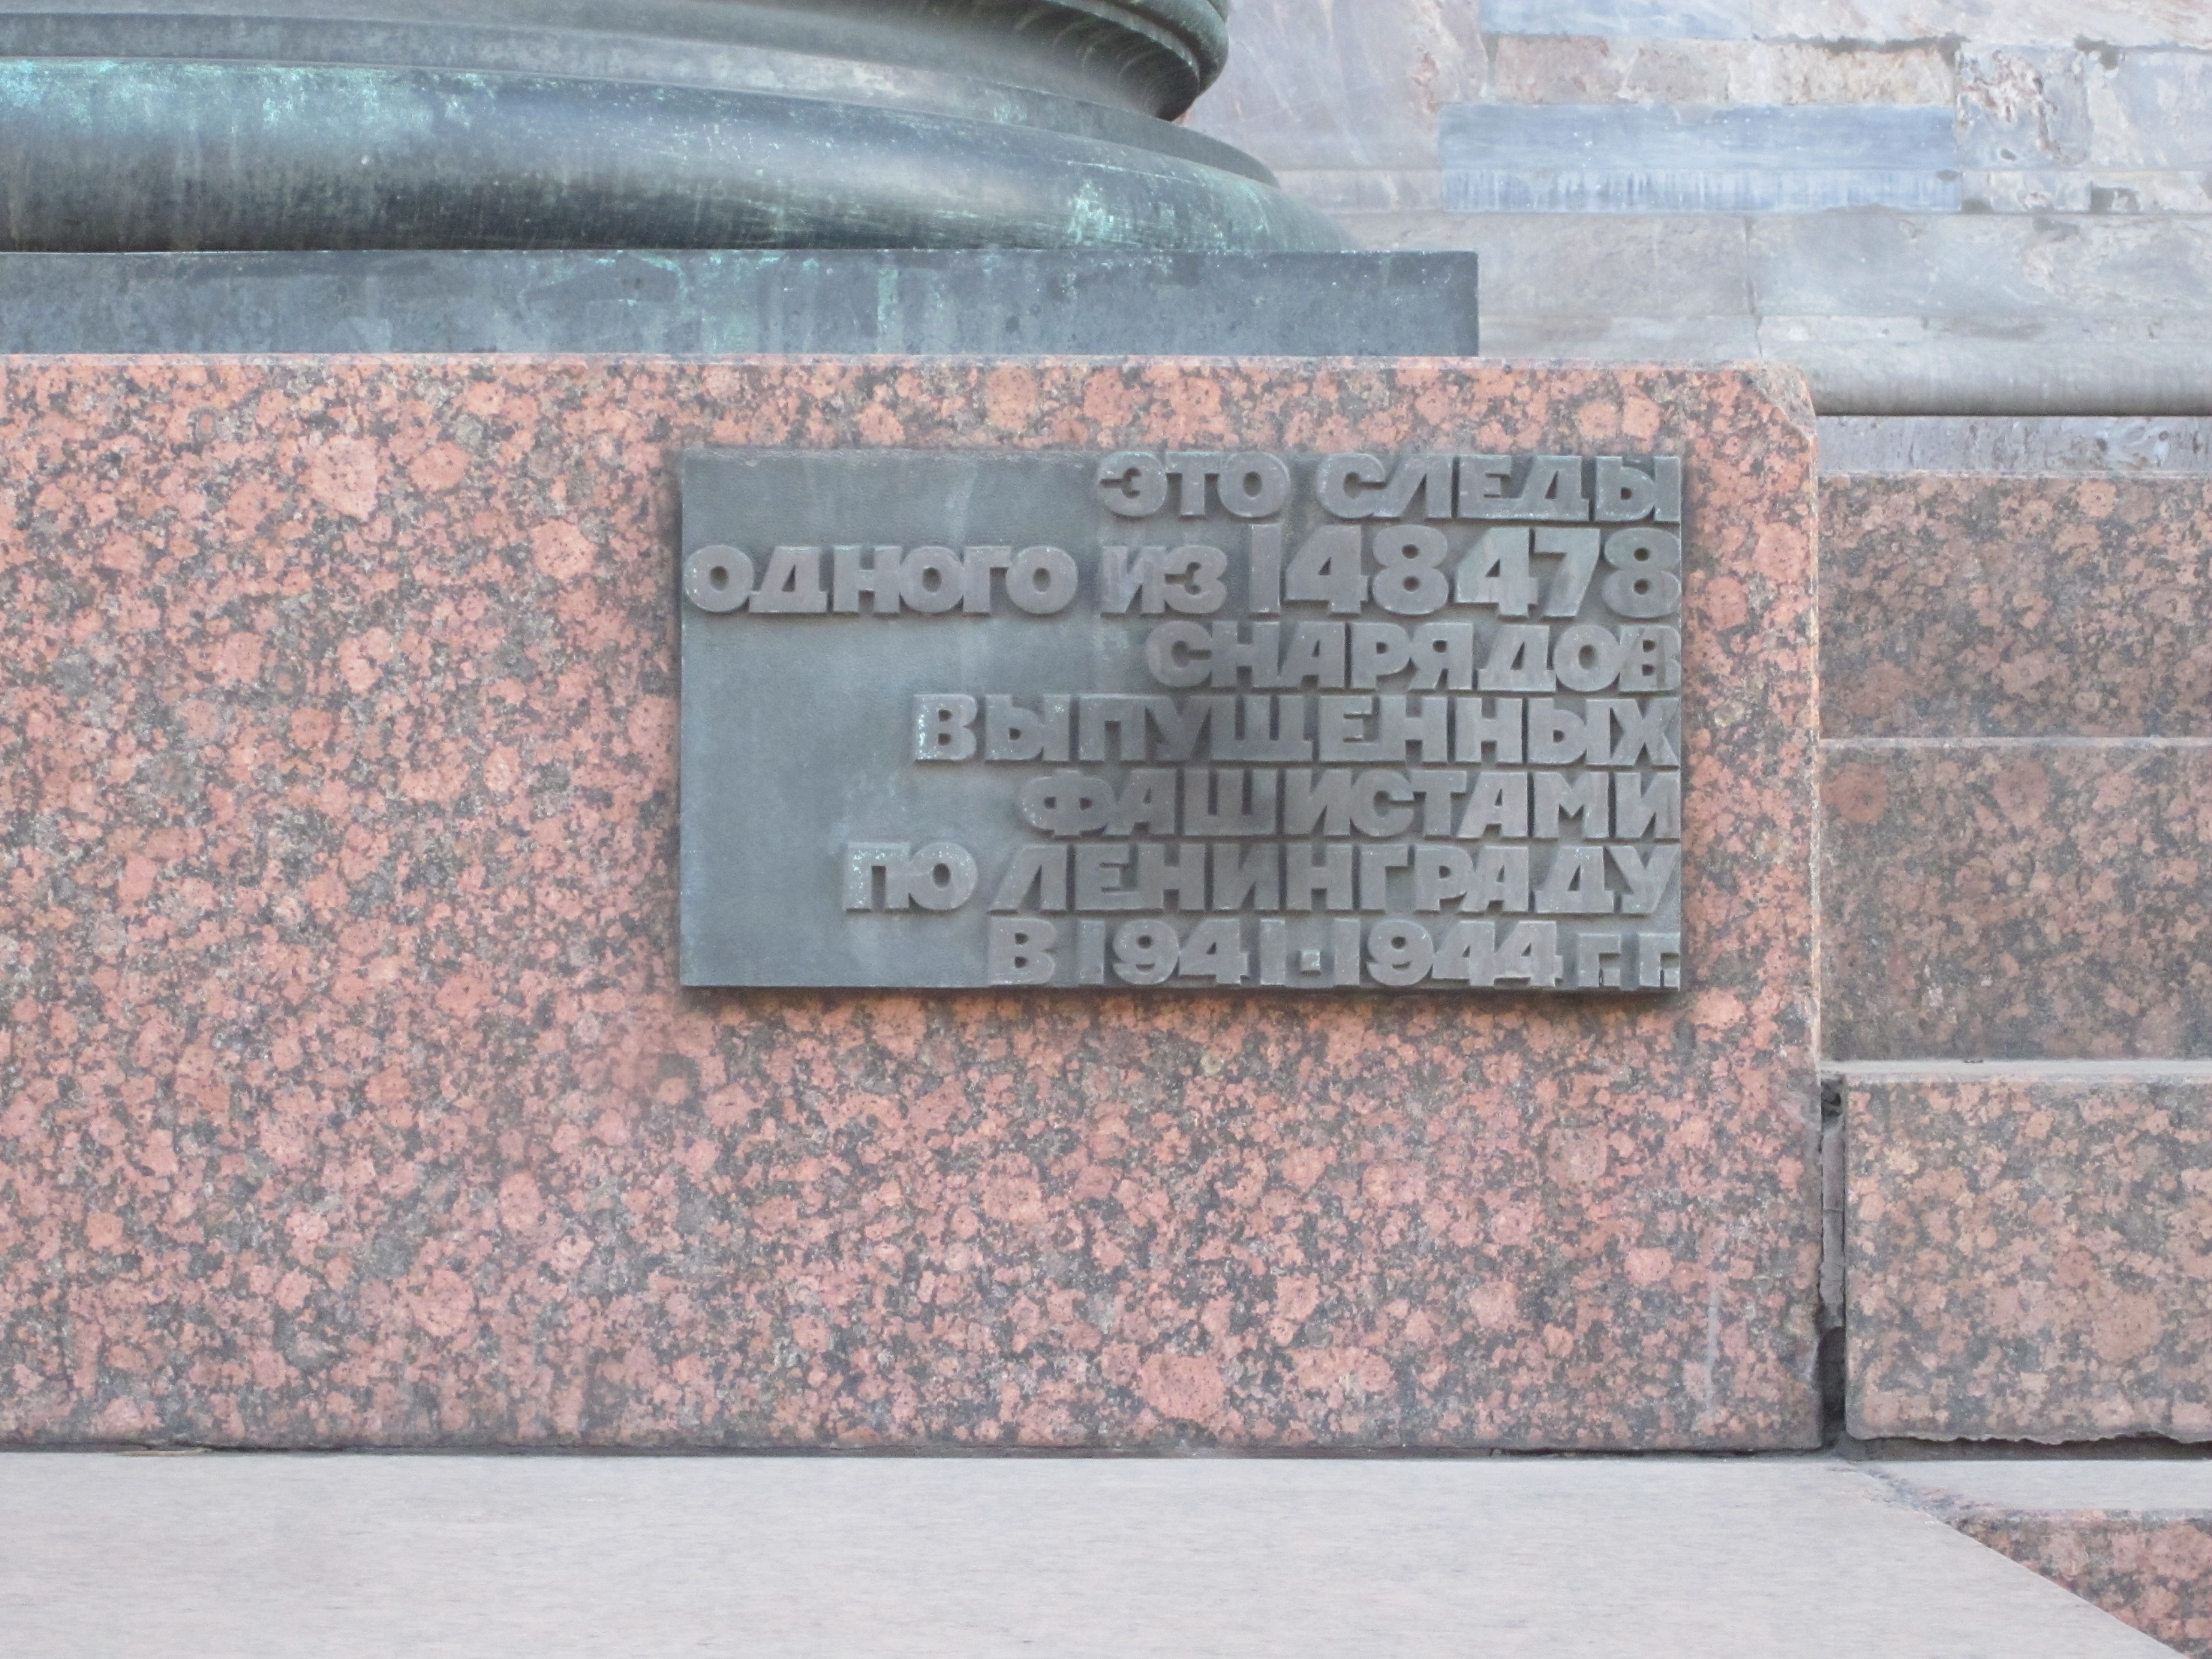 ЭТО СЛЕДЫ
ОДНОГО ИЗ 148478
СНАРЯДОВ
ВЫПУЩЕННЫХ
ФАШИСТАМИ
ПО ЛЕНИНГРАДУ
В 1941·1944 Г.Г.